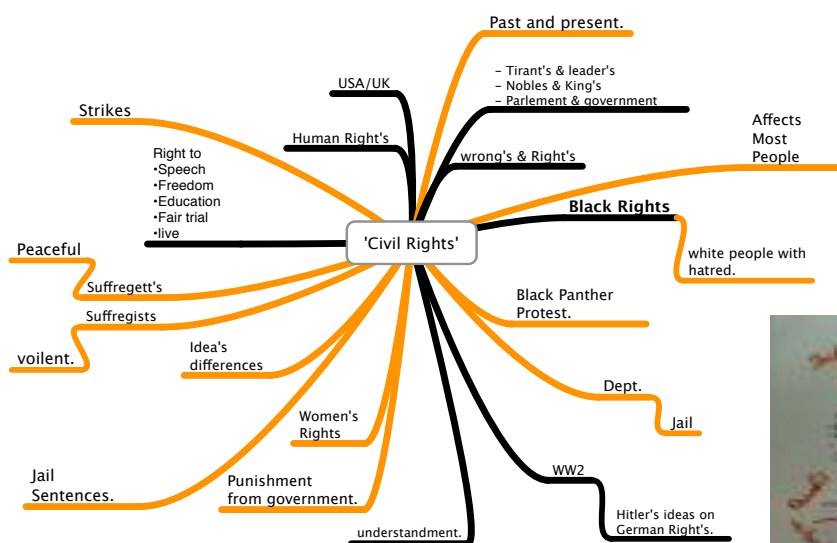 Past and present.
- Tirant's & leader's
- Nobles & King's
- Parlement & government
USA/UK
Strikes
Affects
Most
People
Human Right's
wrong's & Right's
Right to
•Speech
•Freedom
•Education
•Fair trial
•live
Black Rights
'Civil Rights'
white people with
hatred.
Peaceful
Suffregett's
Suffregists
voilent.
Black Panther
Protest.
Idea's
differences
Dept.
Jail
Women's
Rights
Jail
Sentences.
Punishment
from government.
WW2
Hitler's ideas on
German Right's.
understandment.